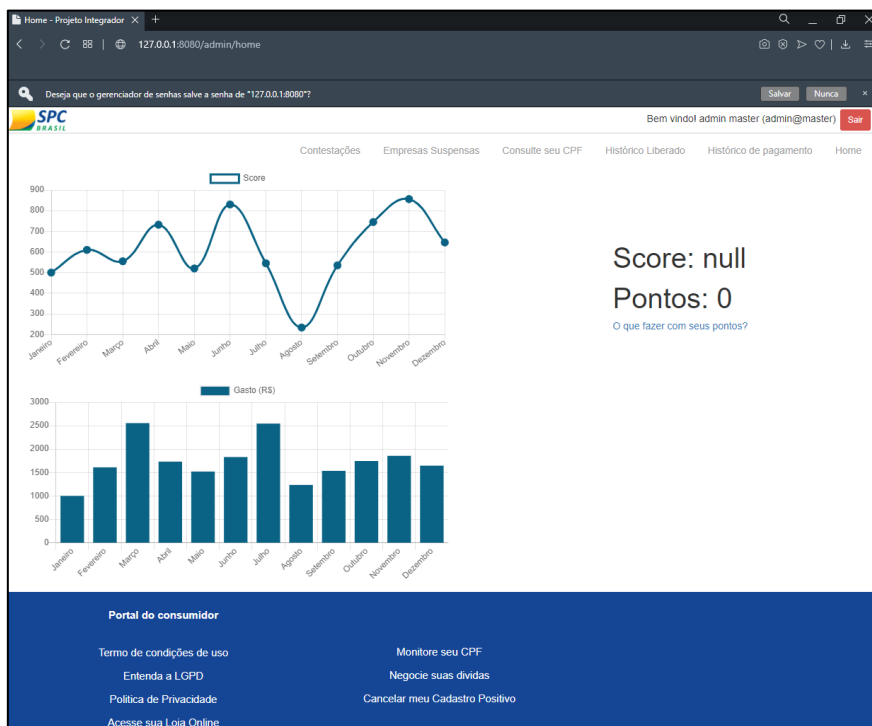 Home - Projeto Integrador
127.0.0.1:8080/admin/home
Deseja que o gerenciador de senhas salve a senha de "127.0.0.1:8080"?
Salvar
Nunca
SPC
BRASIL
Bem vindo! admin master (admin@master)
Sair
Contestações
Empresas Suspensas
Consulte seu CPF
Histórico Liberado
Histórico de pagamento
Home
Score
900
800
700
600
500
400
300
200
Janeiro
Fevereiro
Março
Abril
Maio
Junho
Julho
Agosto
Setembro
Outubro
Novembro
Dezembro
Score: null
Pontos: 0
O que fazer com seus pontos?
Gasto (R$)
3000
2500
2000
1500
1000
500
0
Janeiro
Fevereiro
Março
Abril
Maio
Junho
Julho
Agosto
Setembro
Outubro
Novembro
Dezembro
Portal do consumidor
Termo de condições de uso
Monitore seu CPF
Entenda a LGPD
Negocie suas dividas
Politica de Privacidade
Cancelar meu Cadastro Positivo
Acesse sua Loja Online